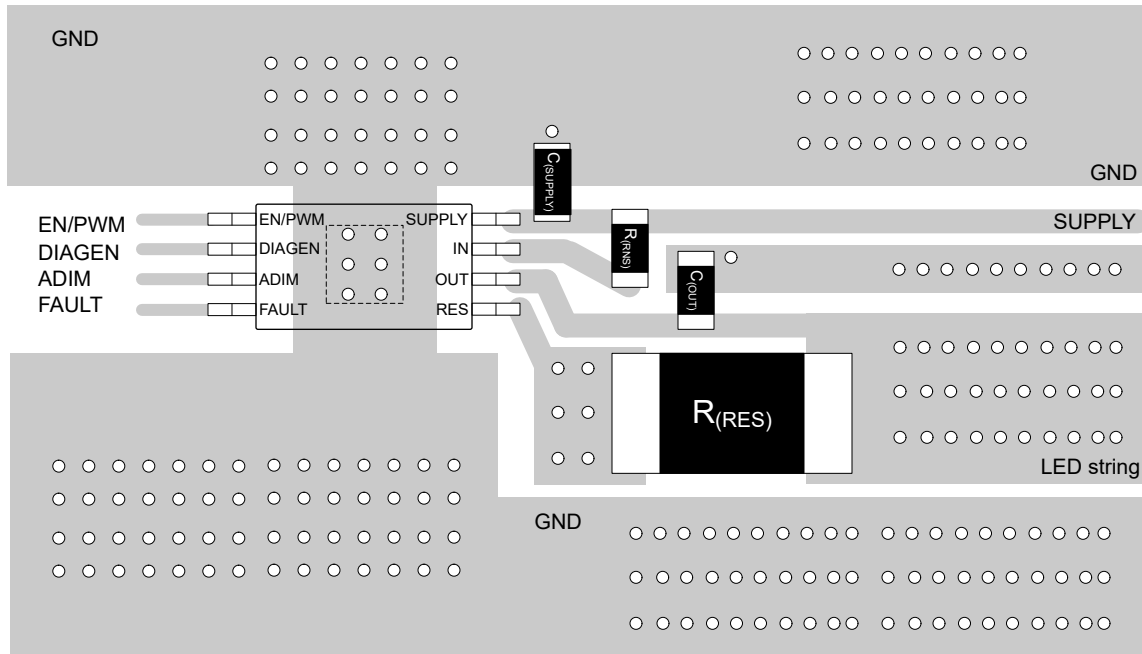 GND
GND
C(SUPPLY)
EN/PWM
DIAGEN
ADIM
FAULT
EN/PWM
DIAGEN
ADIM
FAULT
SUPPLY
IN
OUT
RES
SUPPLY
R(RNS)
C(OUT)
R(RES)
LED string
GND